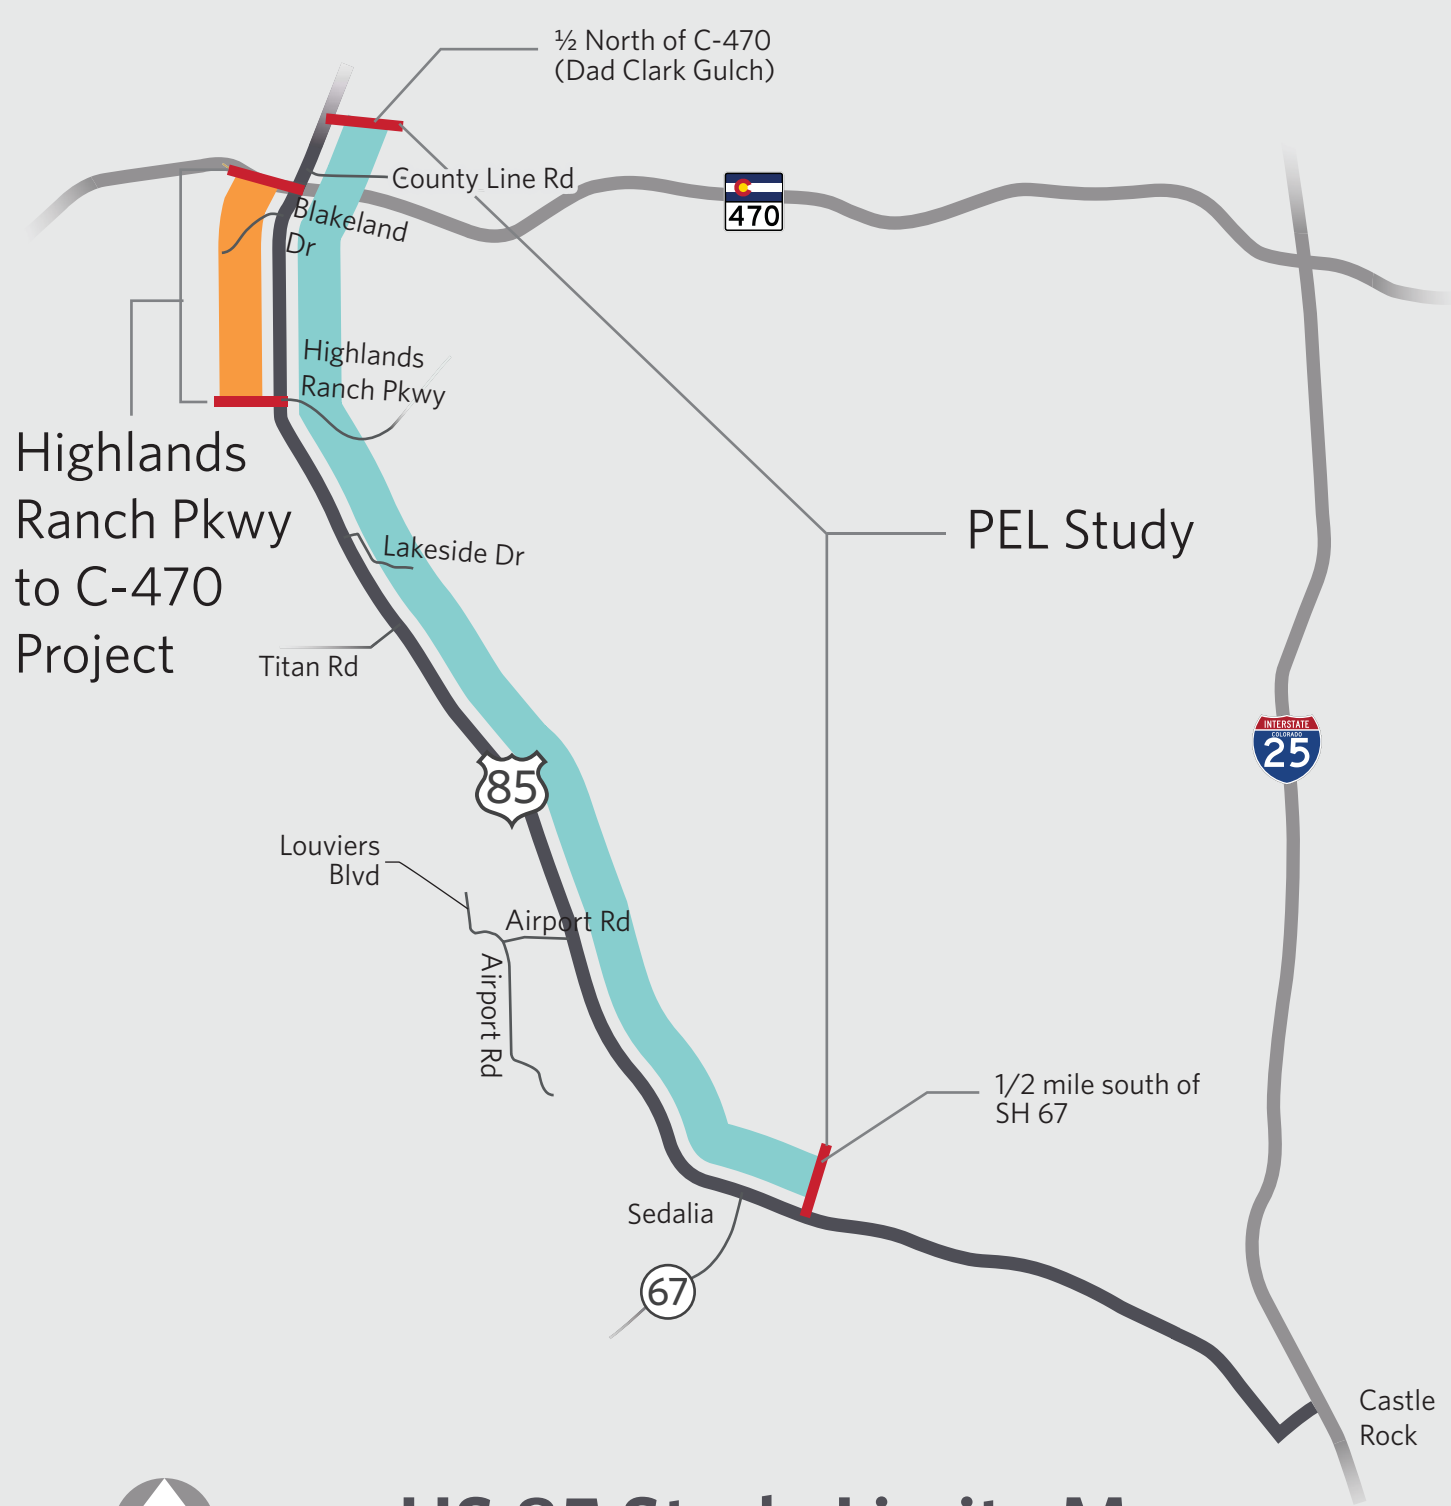 ½ North of C-470
(Dad Clark Gulch)
County Line Rd
470
Blakeland
Dr
Highlands
Ranch Pkwy
Highlands
Ranch Pkwy
to C-470
Project
PEL Study
Lakeside Dr
Titan Rd
INTERSTATE
COLORADO
25
85
Louviers
Blvd
Airport Rd
Airport Rd
1/2 mile south of
SH 67
Sedalia
67
Castle
Rock